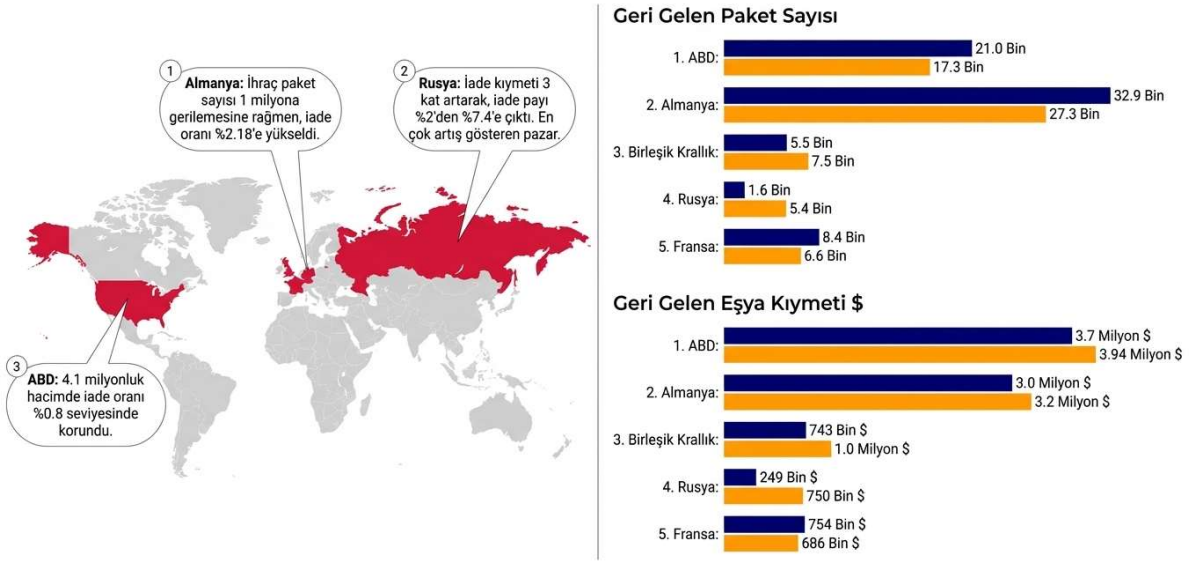 1
Almanya: İhraç paket
sayısı 1 milyona
gerilemesine rağmen, iade
oranı %2.18'e yükseldi.
2
Rusya: İade kıymeti 3
kat artarak, iade payı
%2'den %7.4'e çıktı. En
çok artış gösteren pazar.
3
ABD: 4.1 milyonluk
hacimde iade oranı
%0.8 seviyesinde
korundu.
Geri Gelen Paket Sayısı
1. ABD:
21.0 Bin
17.3 Bin
2. Almanya:
32.9 Bin
27.3 Bin
3. Birleşik Krallık:
5.5 Bin
7.5 Bin
4. Rusya:
1.6 Bin
5.4 Bin
5. Fransa:
8.4 Bin
6.6 Bin
Geri Gelen Eşya Kıymeti $
1. ABD:
3.7 Milyon $
3.94 Milyon $
2. Almanya:
3.0 Milyon $
3.2 Milyon $
3. Birleşik Krallık:
743 Bin $
1.0 Milyon $
4. Rusya:
249 Bin $
750 Bin $
5. Fransa:
754 Bin $
686 Bin $